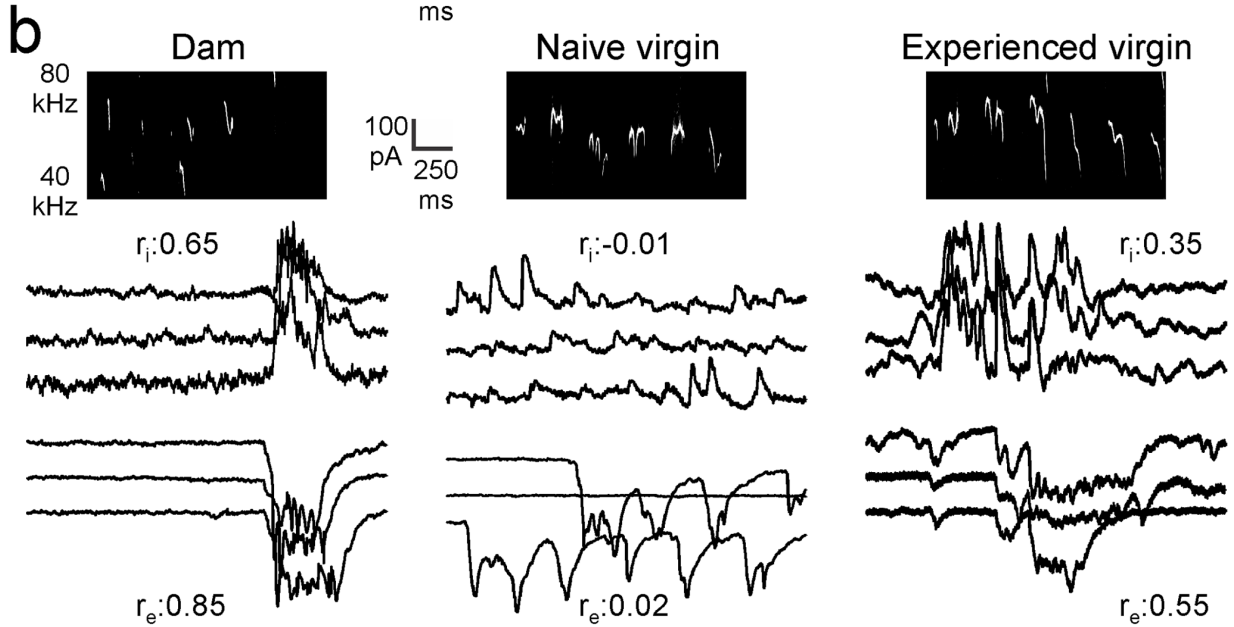 ms
b
Dam
Naive virgin
Experienced virgin
80
kHz
40
kHz
100
pA
250
ms
ri:0.65
ri:-0.01
ri:0.35
re:0.85
re:0.02
re:0.55